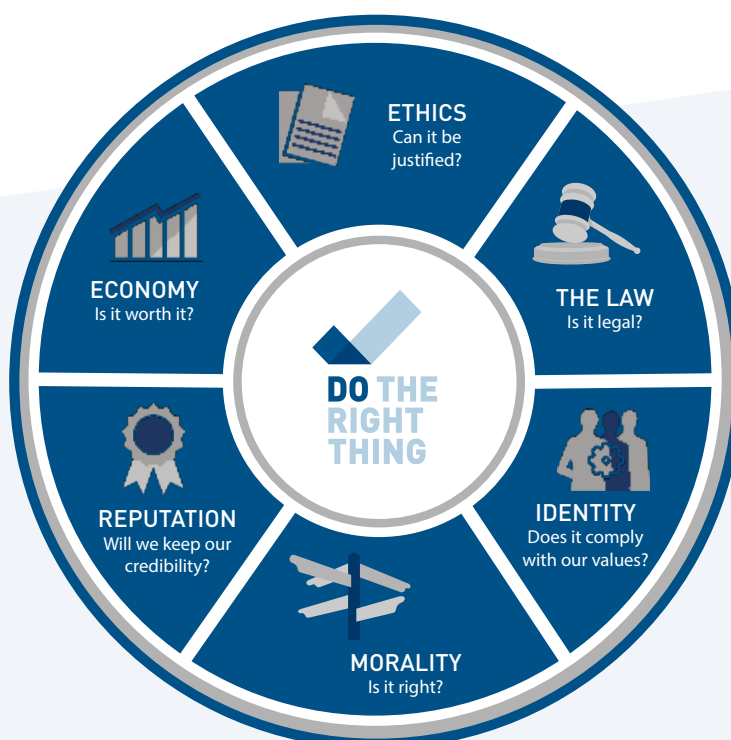 ETHICS
Can it be
justified?
THE LAW
Is it legal?
IDENTITY
Does it comply
with our values?
MORALITY
Is it right?
REPUTATION
Will we keep our
credibility?
ECONOMY
Is it worth it?
DO THE
RIGHT
THING